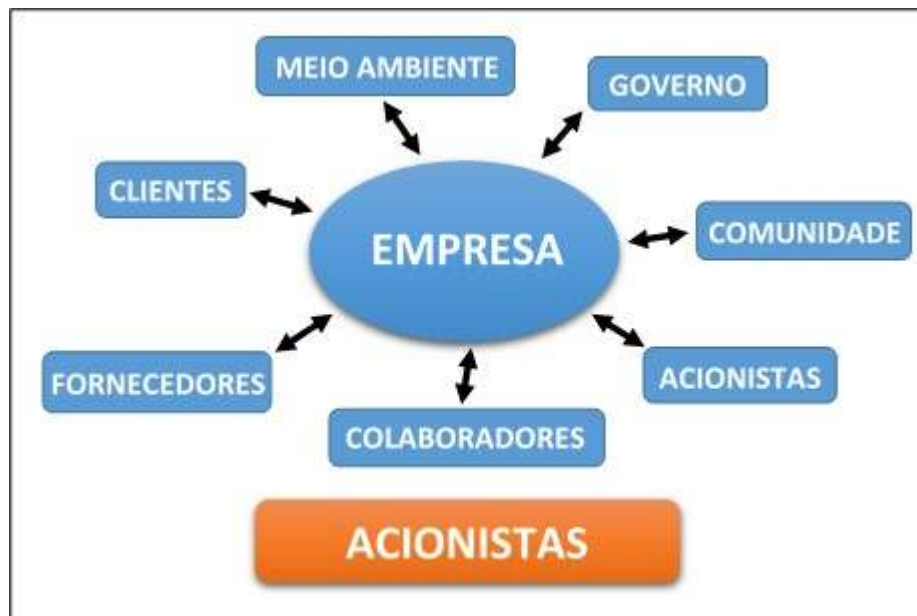 MEIO AMBIENTE
GOVERNO
CLIENTES
EMPRESA
COMUNIDADE
FORNECEDORES
ACIONISTAS
COLABORADORES
ACIONISTAS